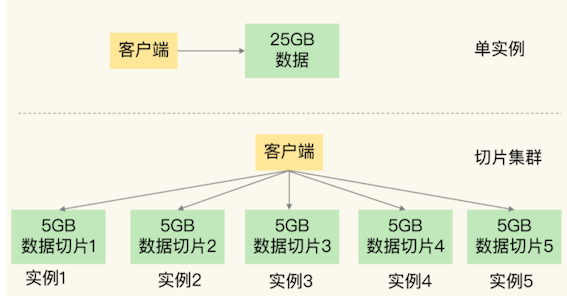 客户端
25GB
数据
单实例
客户端
切片集群
5GB
数据切片1
5GB
数据切片2
5GB
数据切片3
5GB
数据切片4
5GB
数据切片5
实例1
实例2
实例3
实例4
实例5